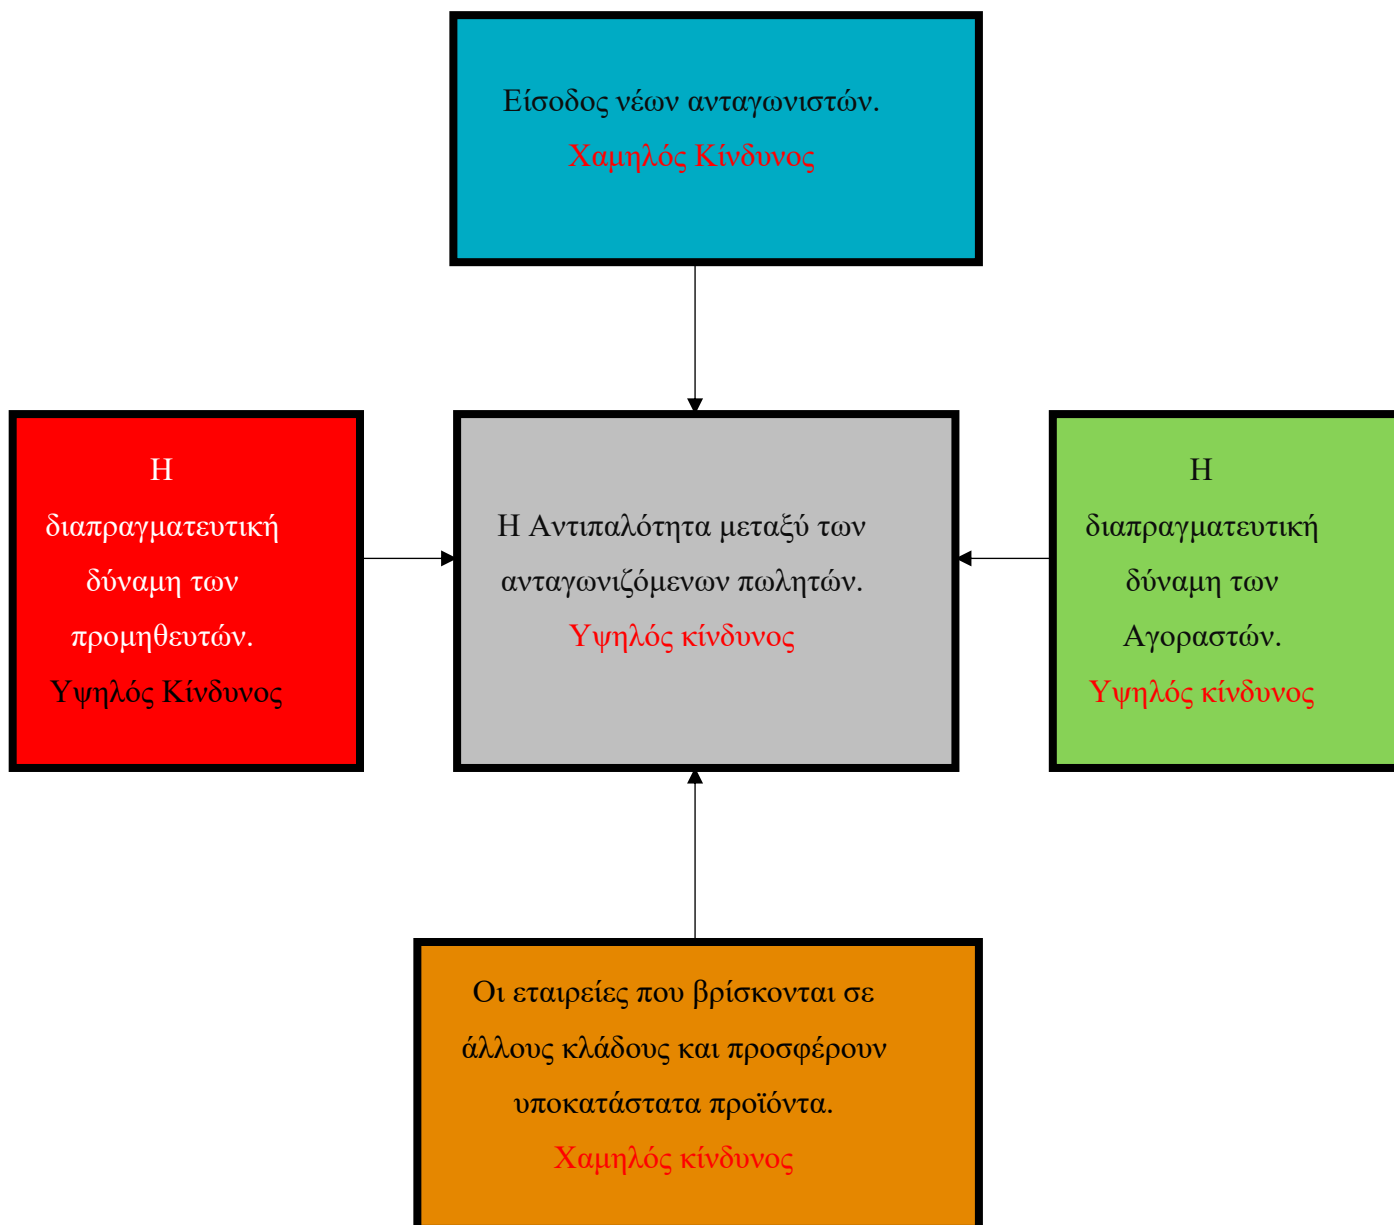 Είσοδος νέων ανταγωνιστών.
Χαμηλός Κίνδυνος
Η
διαπραγματευτική
δύναμη των
προμηθευτών.
Υψηλός Κίνδυνος
Η Αντιπαλότητα μεταξύ των
ανταγωνιζόμενων πωλητών.
Υψηλός κίνδυνος
Η
διαπραγματευτική
δύναμη των
Αγοραστών.
Υψηλός κίνδυνος
Οι εταιρείες που βρίσκονται σε
άλλους κλάδους και προσφέρουν
υποκατάστατα προϊόντα.
Χαμηλός κίνδυνος